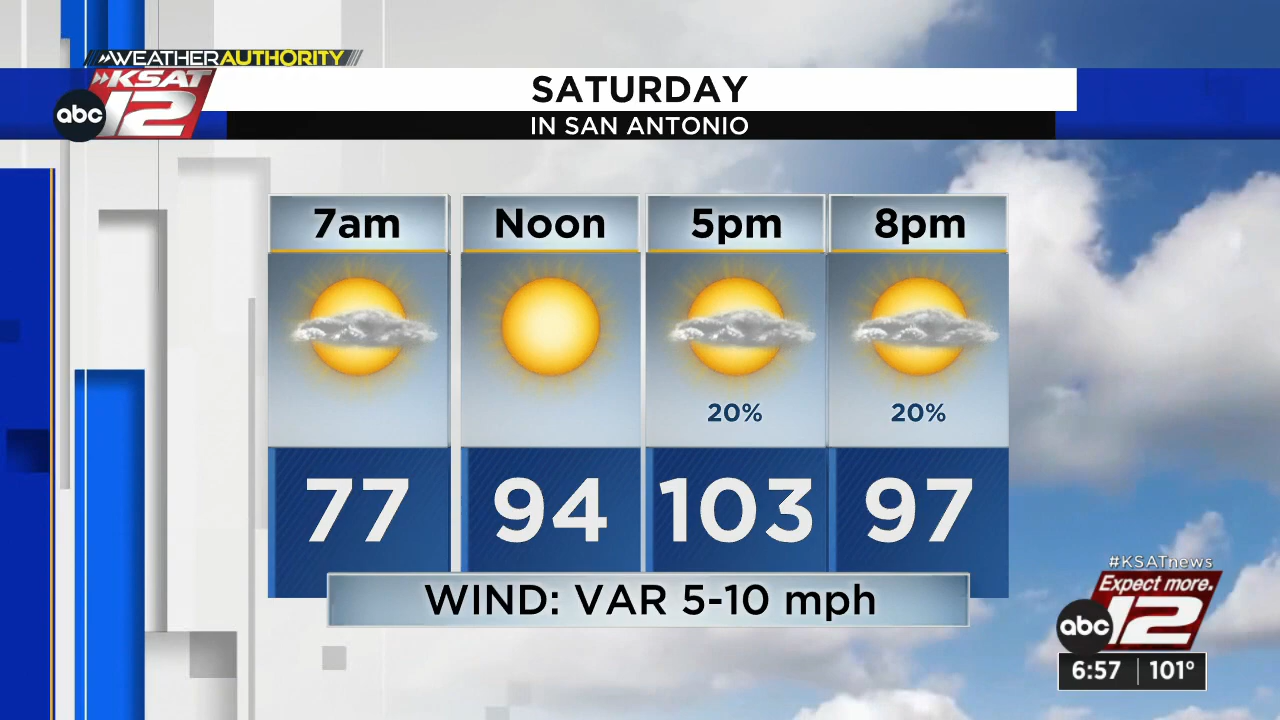 WEATHERAUTHORITY
KSAT
abc 12
SATURDAY
IN SAN ANTONIO
7am Noon 5pm 8pm
20% 20%
77 94 103 97
WIND: VAR 5-10 mph
#KSATnews
Expect more.
abc 12
6:57 101°